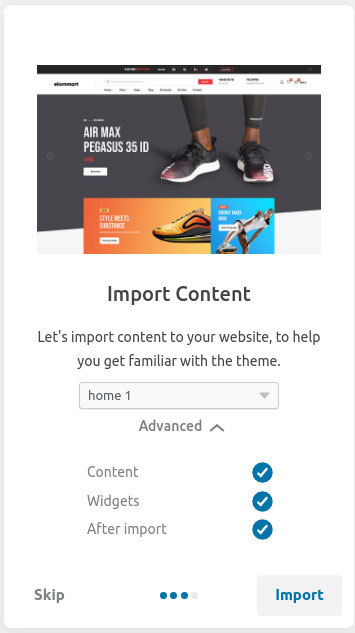 ekommart
AIR MAX
PEGASUS 35 ID
STYLE MEETS
SUBSTANCE
Import Content
Let's import content to your website, to help
you get familiar with the theme.
home 1
Advanced
Content
Widgets
After import
Skip
Import